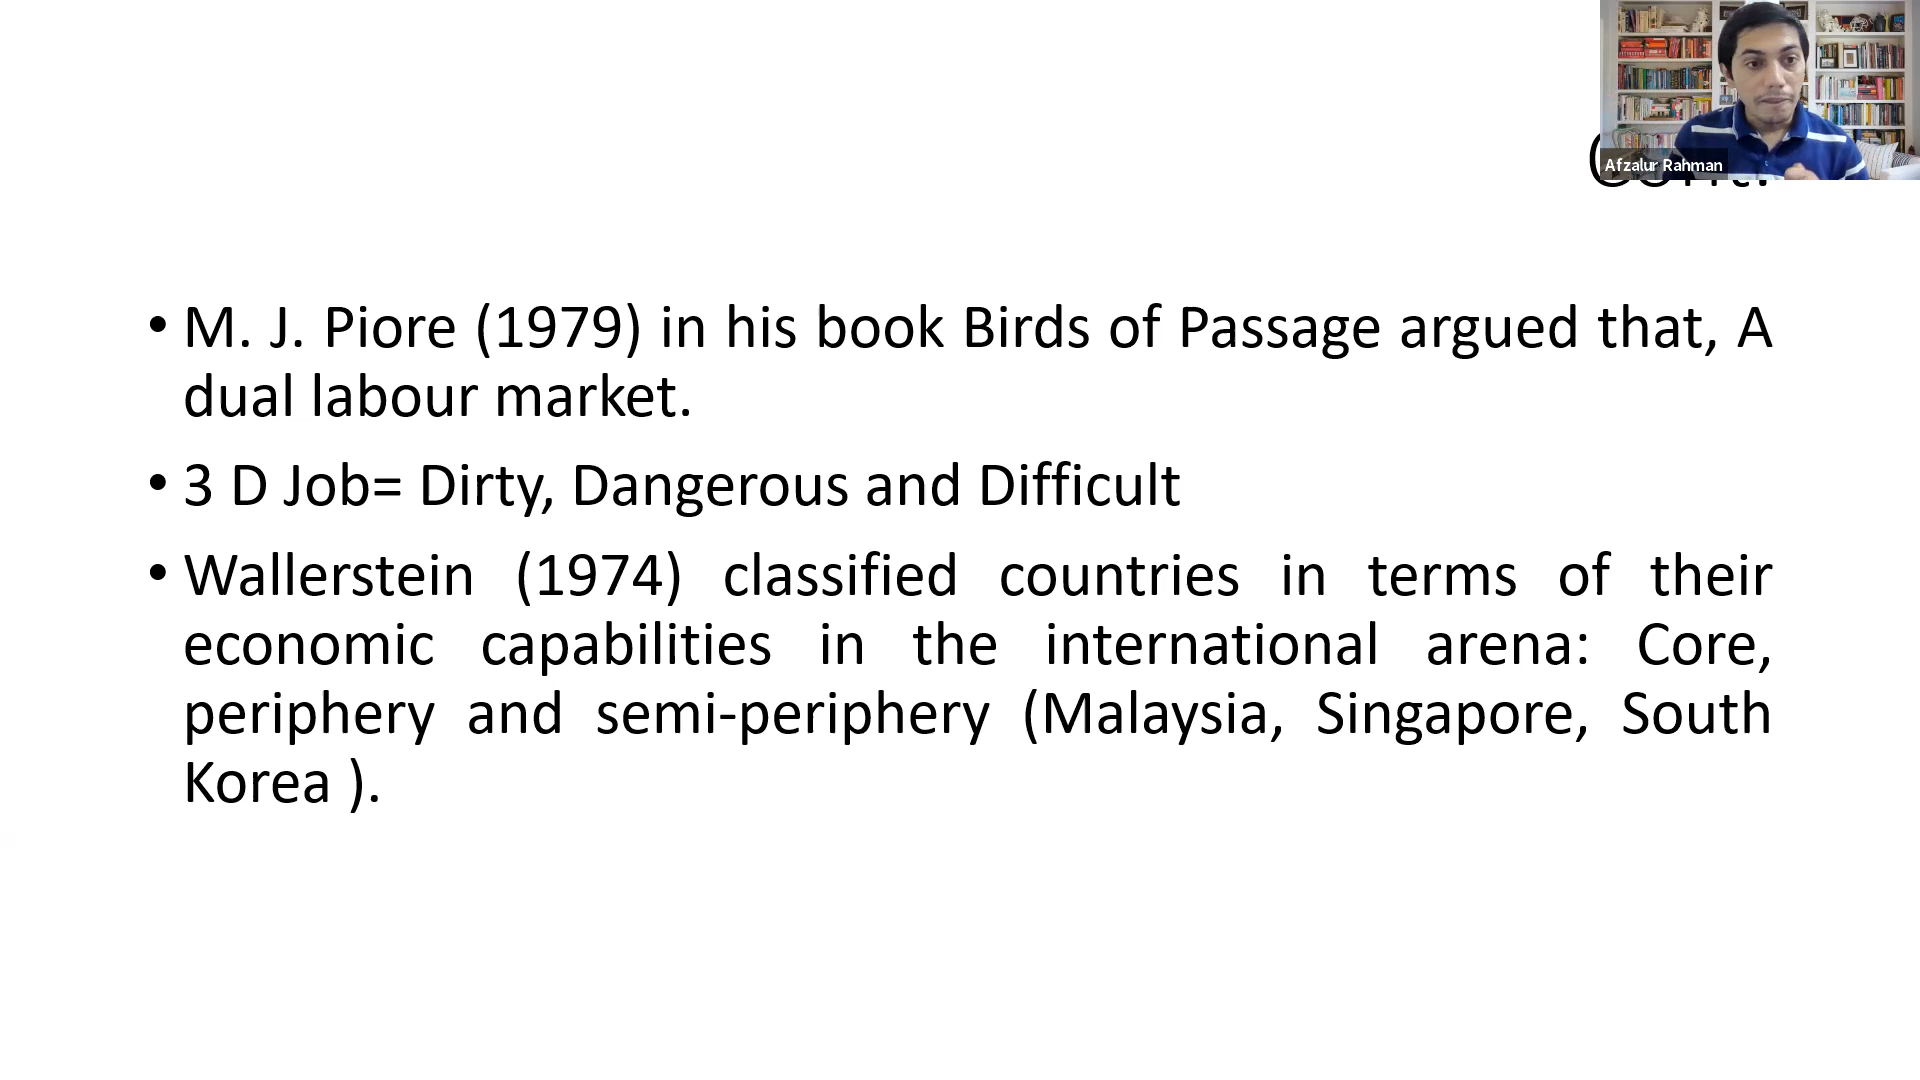 Afzalur Rahman
• M. J. Piore (1979) in his book Birds of Passage argued that, A
dual labour market.
• 3 D Job= Dirty, Dangerous and Difficult
• Wallerstein (1974) classified countries in terms of their
economic capabilities in the international arena: Core,
periphery and semi-periphery (Malaysia, Singapore, South
Korea ).